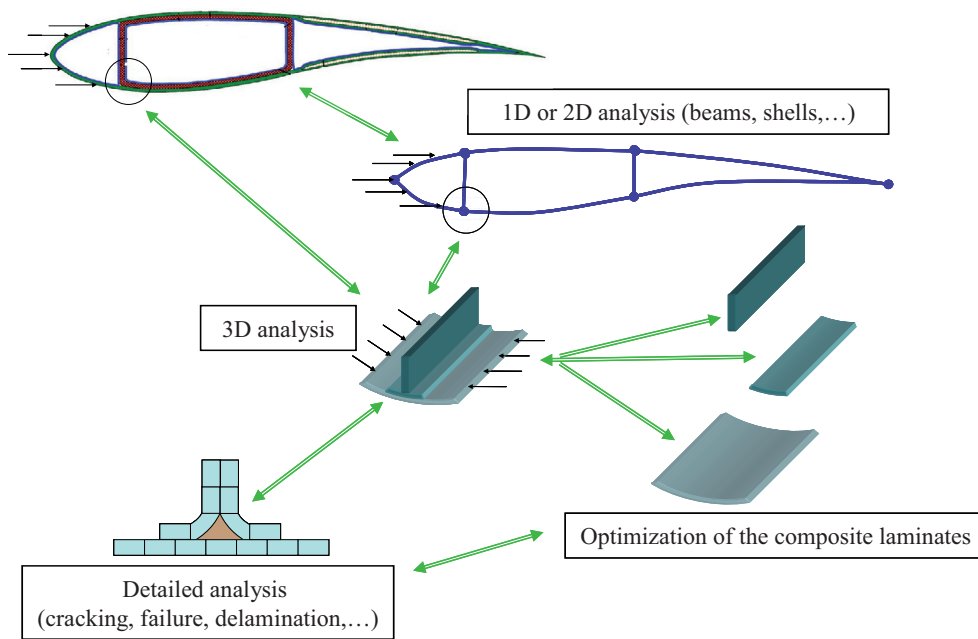 1D or 2D analysis (beams, shells,…)
3D analysis
Optimization of the composite laminates
Detailed analysis
(cracking, failure, delamination,…)